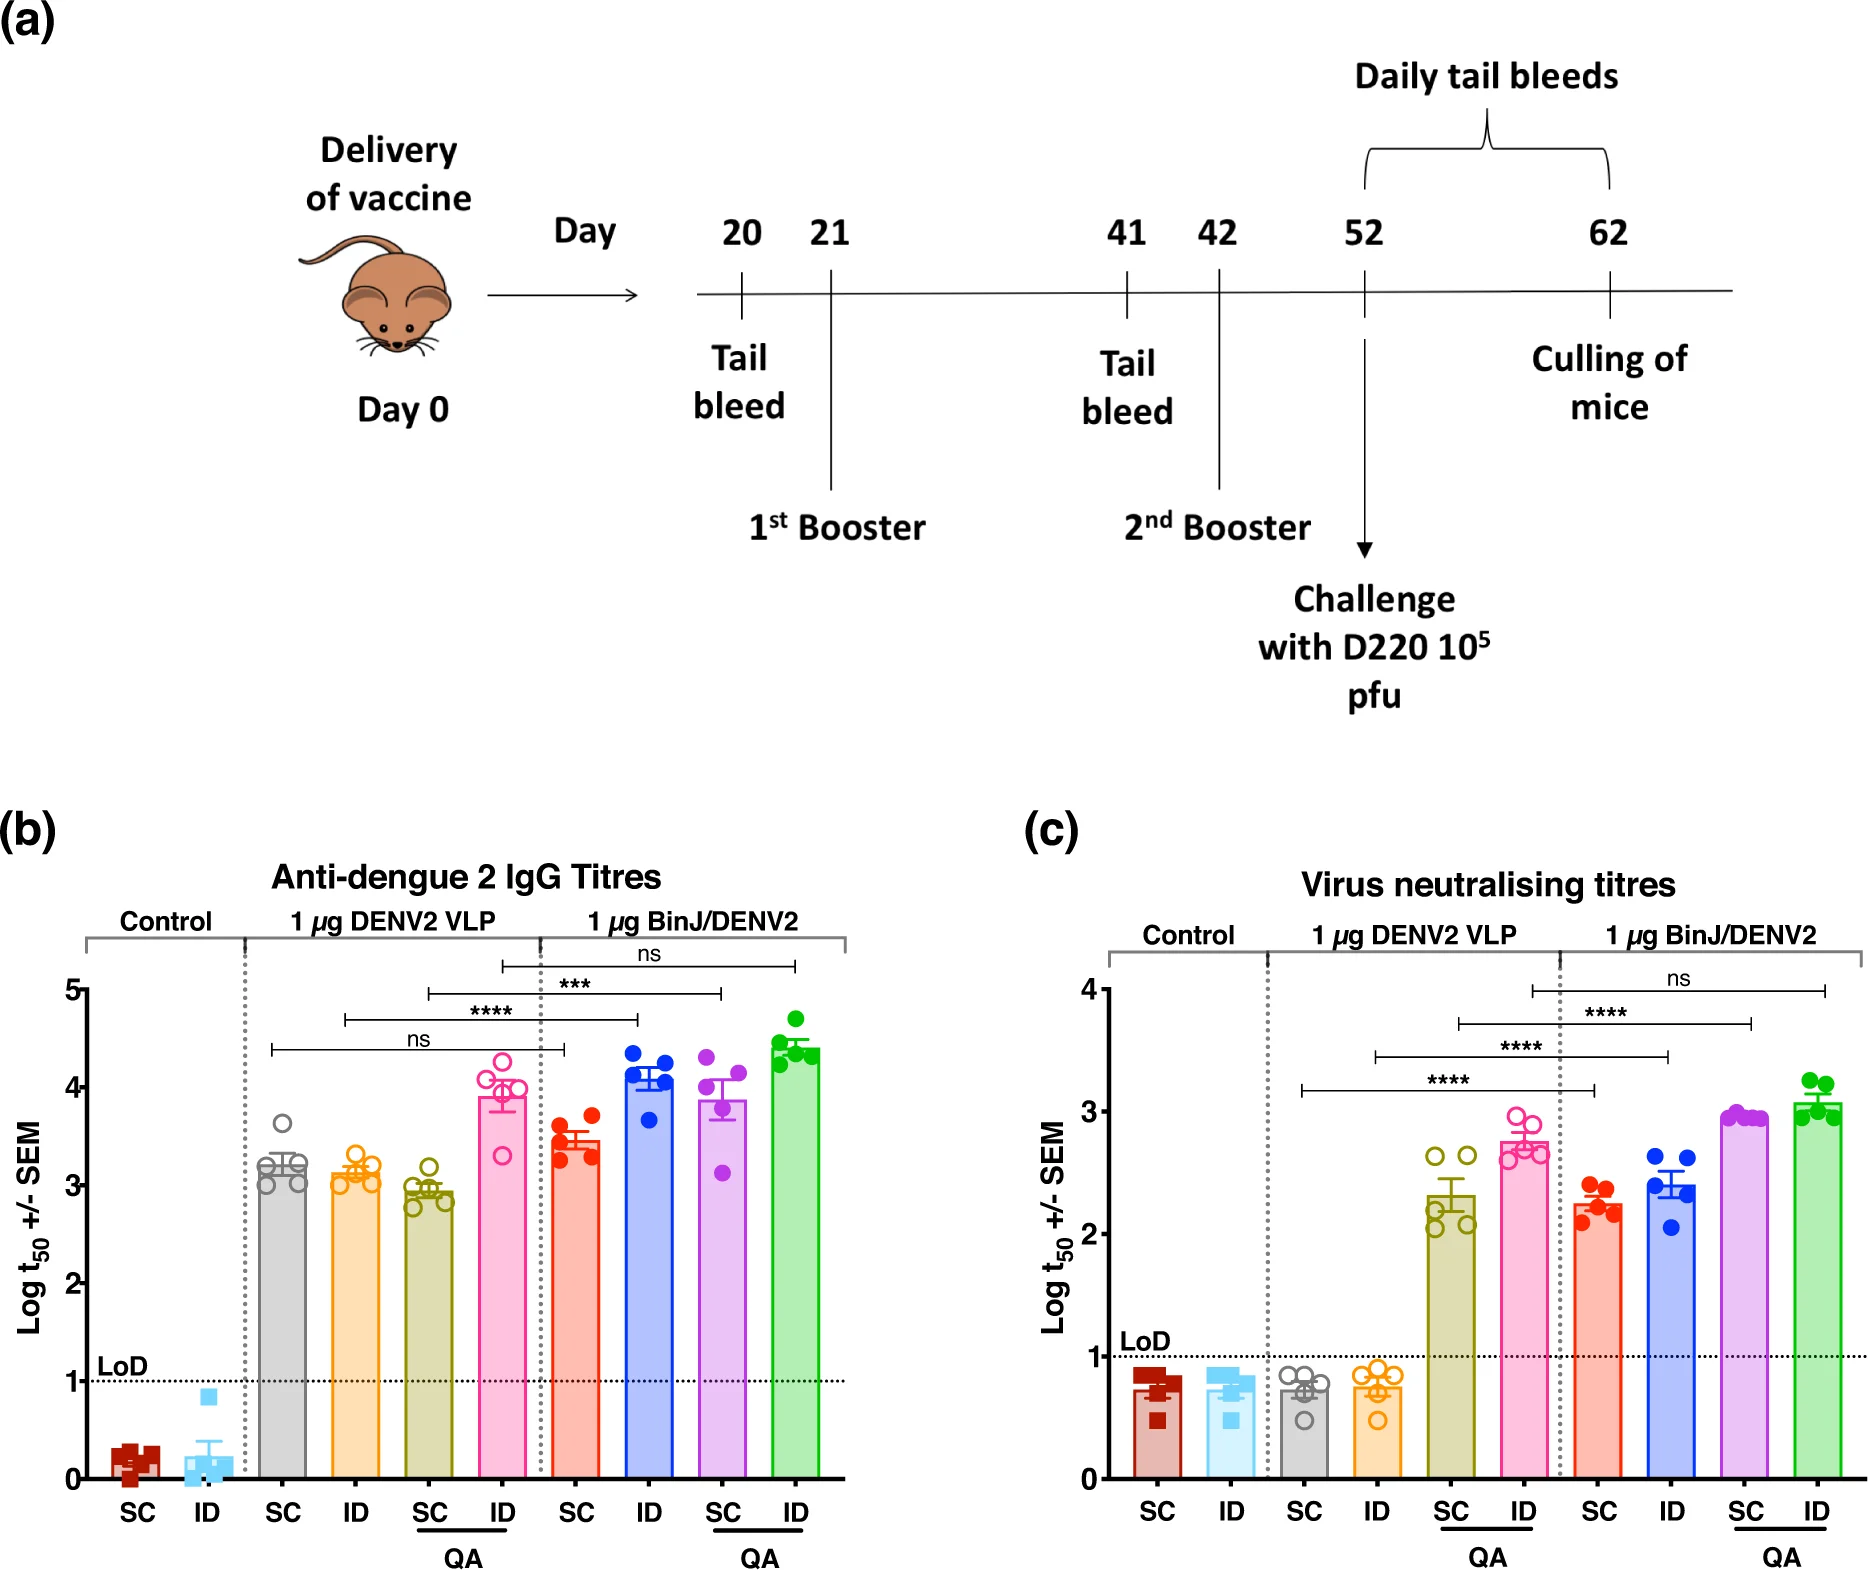 (a)
Daily tail bleeds
Delivery
of vaccine
Day 20 21 41 42 52 62
Tail
bleed
Tail
bleed
Culling of
mice
Day 0
1st Booster
2nd Booster
Challenge
with D220 10⁵
pfu
(b)
Anti-dengue 2 IgG Titres
Control 1 µg DENV2 VLP 1 µg BinJ/DENV2
ns
***
****
ns
5
4
3
2
1
0
LoD
Log t50 +/- SEM
SC ID SC ID SC ID SC ID SC ID
QA QA
(c)
Virus neutralising titres
Control 1 µg DENV2 VLP 1 µg BinJ/DENV2
ns
****
****
****
4
3
2
1
0
LoD
Log t50 +/- SEM
SC ID SC ID SC ID SC ID SC ID
QA QA